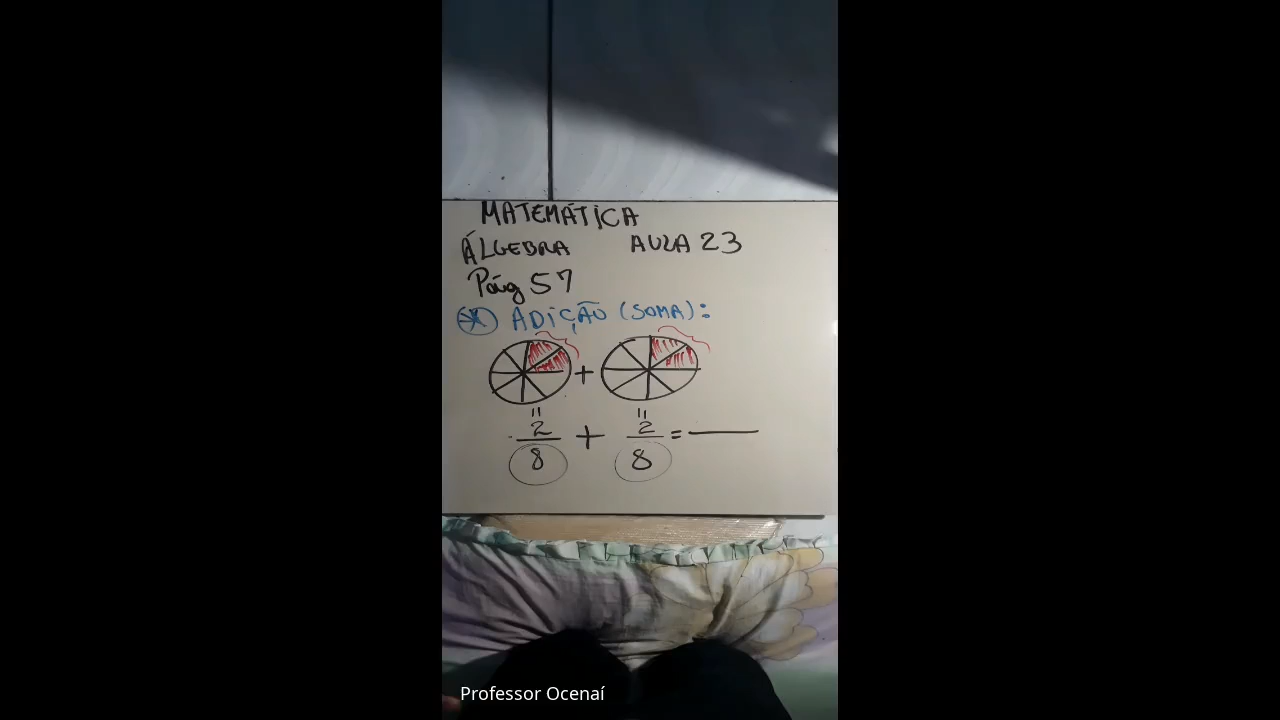 MATEMÁTICA
ÁLGEBRA AULA 23
Pág 57
* ADIÇÃO (SOMA):
+
= =
2/8 + 2/8 =
Professor Ocenaí